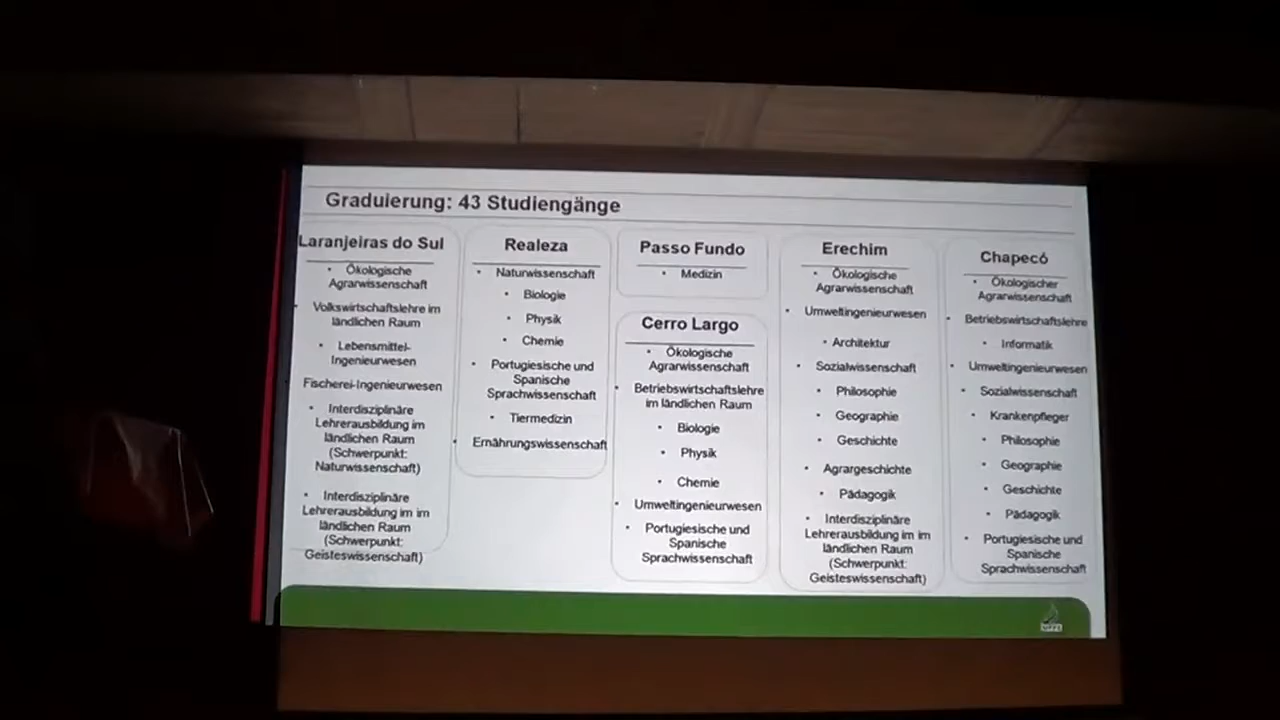 Graduierung: 43 Studiengänge
Laranjeiras do Sul
• Ökologische
Agrarwissenschaft
• Volkswirtschaftslehre im
ländlichen Raum
• Lebensmittel-
Ingenieurwesen
• Fischerei-Ingenieurwesen
• Interdisziplinäre
Lehrerausbildung im
ländlichen Raum
(Schwerpunkt:
Naturwissenschaft)
• Interdisziplinäre
Lehrerausbildung im im
ländlichen Raum
(Schwerpunkt:
Geisteswissenschaft)
Realeza
• Naturwissenschaft
• Biologie
• Physik
• Chemie
• Portugiesische und
Spanische
Sprachwissenschaft
• Tiermedizin
• Ernährungswissenschaft
Passo Fundo
• Medizin
Cerro Largo
• Ökologische
Agrarwissenschaft
• Betriebswirtschaftslehre
im ländlichen Raum
• Biologie
• Physik
• Chemie
• Umweltingenieurwesen
• Portugiesische und
Spanische
Sprachwissenschaft
Erechim
• Ökologische
Agrarwissenschaft
• Umweltingenieurwesen
• Architektur
• Sozialwissenschaft
• Philosophie
• Geographie
• Geschichte
• Agrargeschichte
• Pädagogik
• Interdisziplinäre
Lehrerausbildung im im
ländlichen Raum
(Schwerpunkt:
Geisteswissenschaft)
Chapecó
• Ökologischer
Agrarwissenschaft
• Betriebswirtschaftslehre
• Informatik
• Umweltingenieurwesen
• Sozialwissenschaft
• Krankenpfleger
• Philosophie
• Geographie
• Geschichte
• Pädagogik
• Portugiesische und
Spanische
Sprachwissenschaft